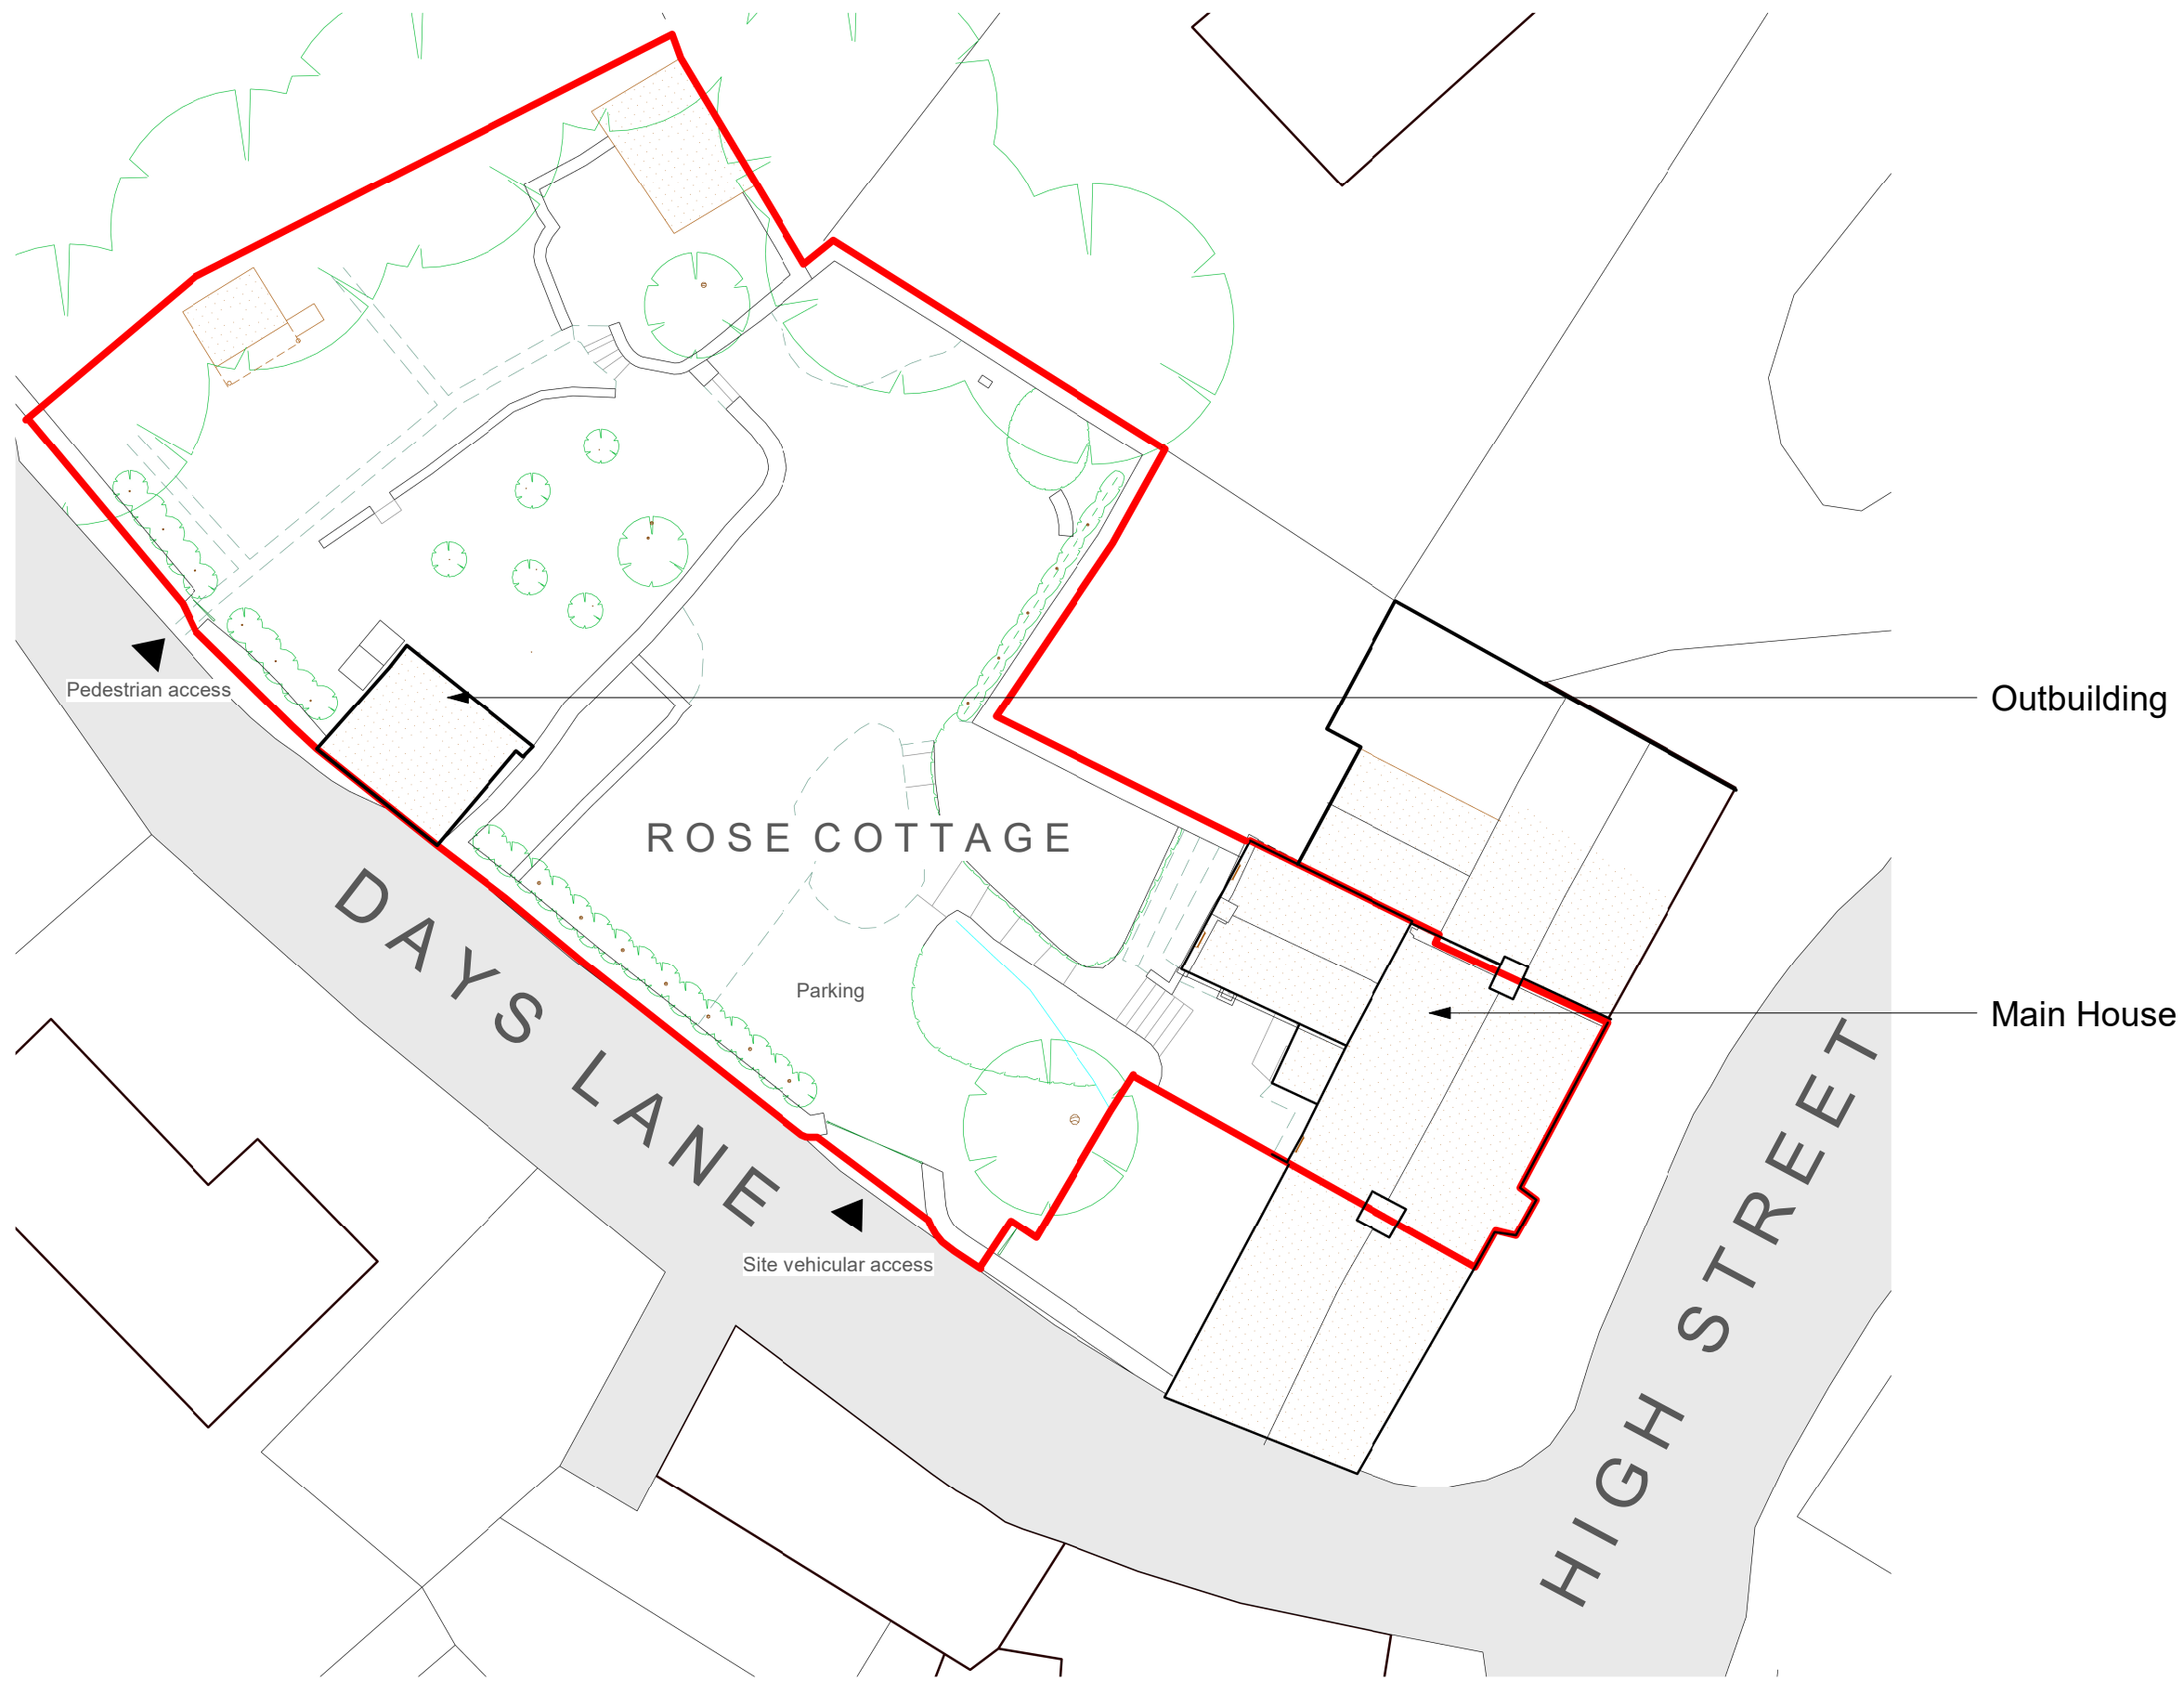 Outbuilding
Pedestrian access
ROSE COTTAGE
DAYS LANE
Parking
Main House
Site vehicular access
HIGH STREET